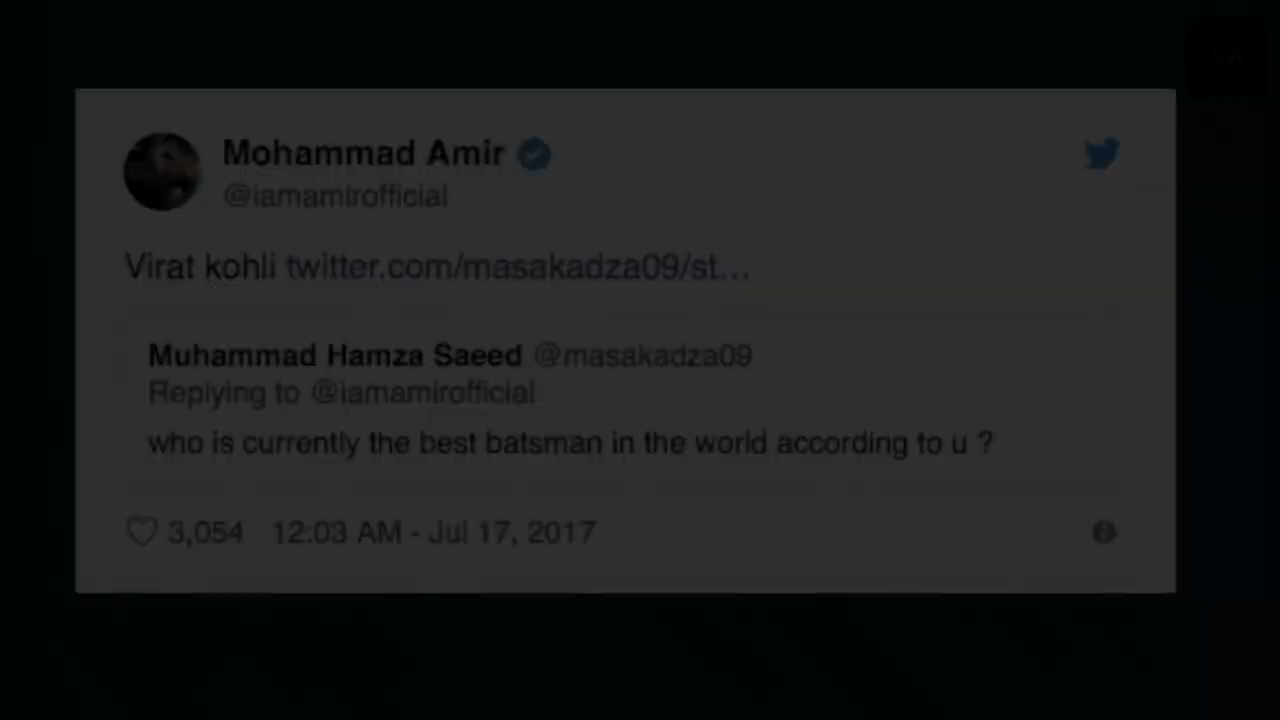 Mohammad Amir
@iamamirofficial
Virat kohli twitter.com/masakadza09/st...
Muhammad Hamza Saeed @masakadza09
Replying to @iamamirofficial
who is currently the best batsman in the world according to u ?
3,054 12:03 AM - Jul 17, 2017